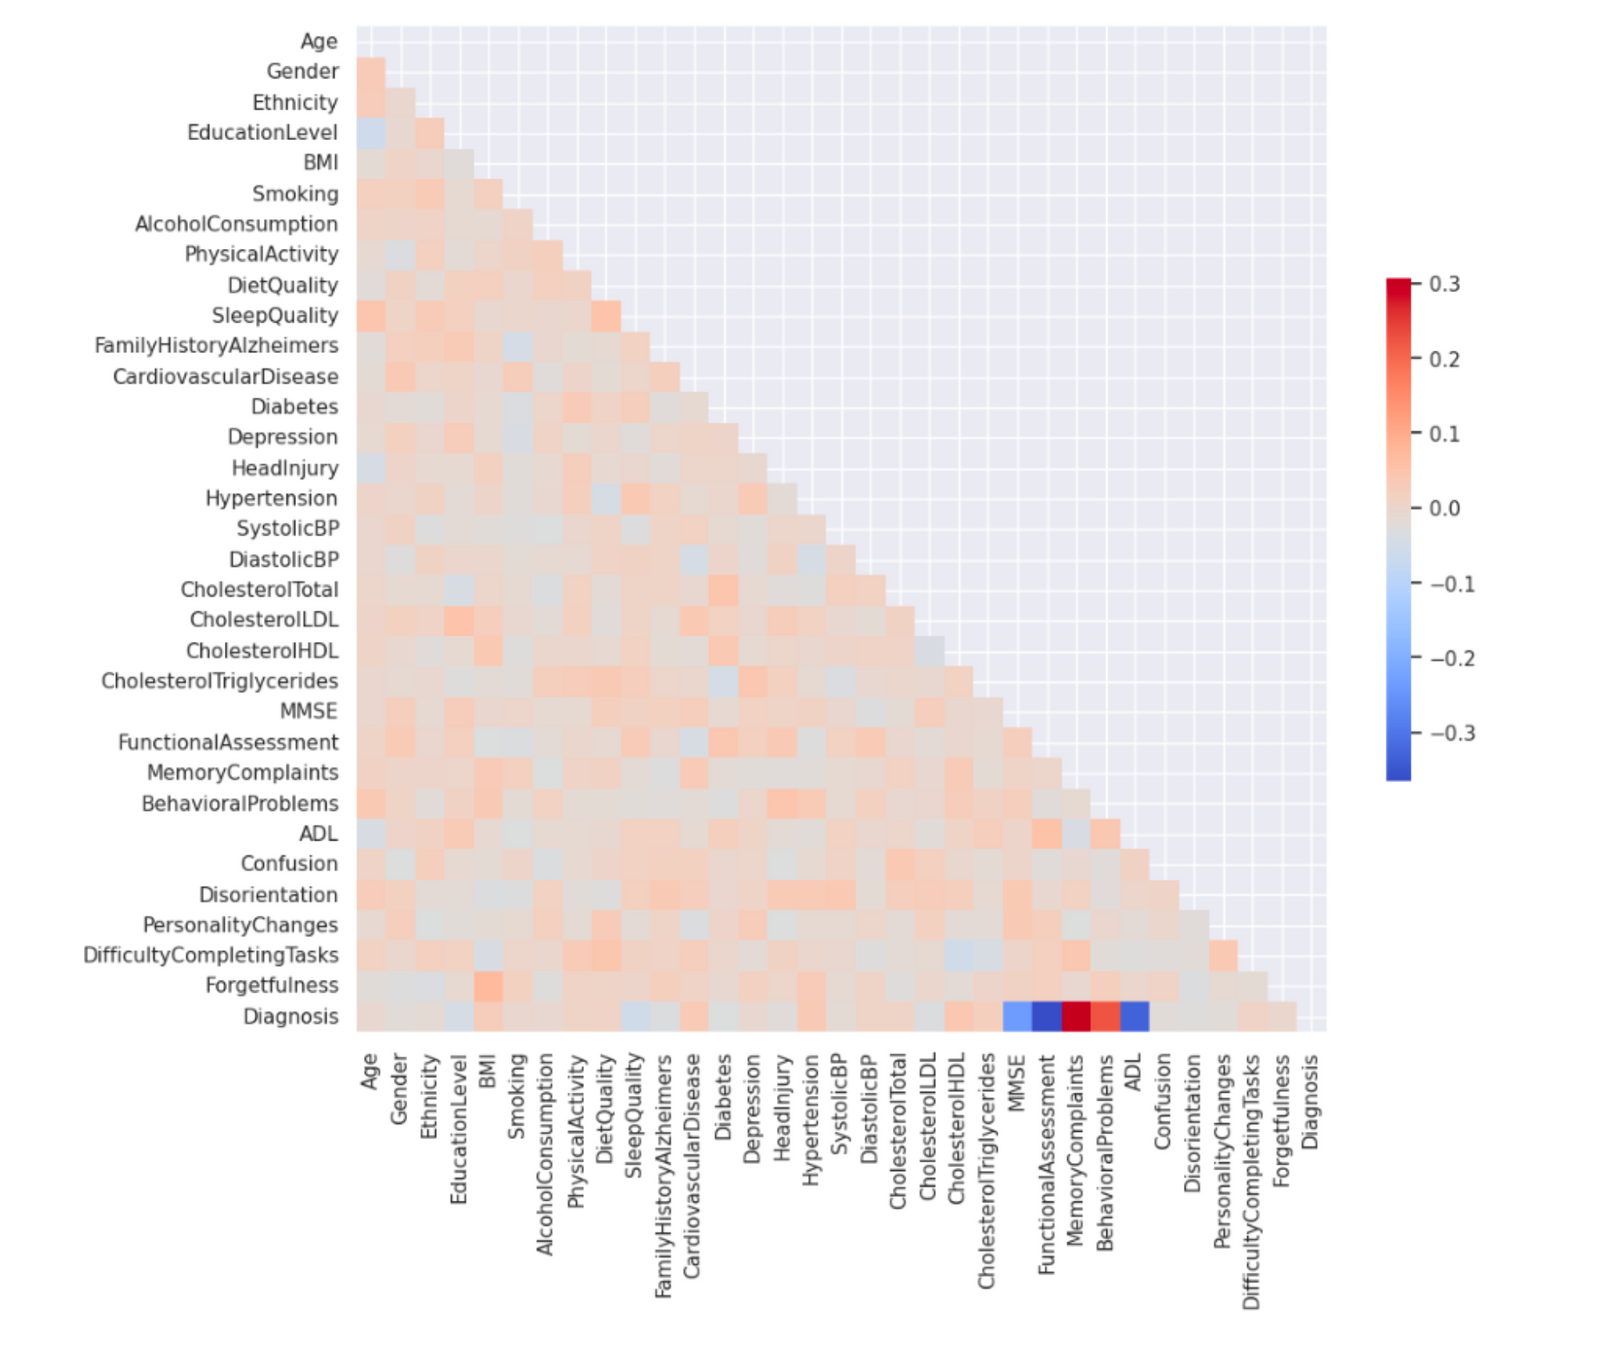 Age
Gender
Ethnicity
EducationLevel
BMI
Smoking
AlcoholConsumption
PhysicalActivity
DietQuality
SleepQuality
FamilyHistoryAlzheimers
CardiovascularDisease
Diabetes
Depression
HeadInjury
Hypertension
SystolicBP
DiastolicBP
CholesterolTotal
CholesterolLDL
CholesterolHDL
CholesterolTriglycerides
MMSE
FunctionalAssessment
MemoryComplaints
BehavioralProblems
ADL
Confusion
Disorientation
PersonalityChanges
DifficultyCompletingTasks
Forgetfulness
Diagnosis
Age
Gender
Ethnicity
EducationLevel
BMI
Smoking
AlcoholConsumption
PhysicalActivity
DietQuality
SleepQuality
FamilyHistoryAlzheimers
CardiovascularDisease
Diabetes
Depression
HeadInjury
Hypertension
SystolicBP
DiastolicBP
CholesterolTotal
CholesterolLDL
CholesterolHDL
CholesterolTriglycerides
MMSE
FunctionalAssessment
MemoryComplaints
BehavioralProblems
ADL
Confusion
Disorientation
PersonalityChanges
DifficultyCompletingTasks
Forgetfulness
Diagnosis
0.3
0.2
0.1
0.0
−0.1
−0.2
−0.3